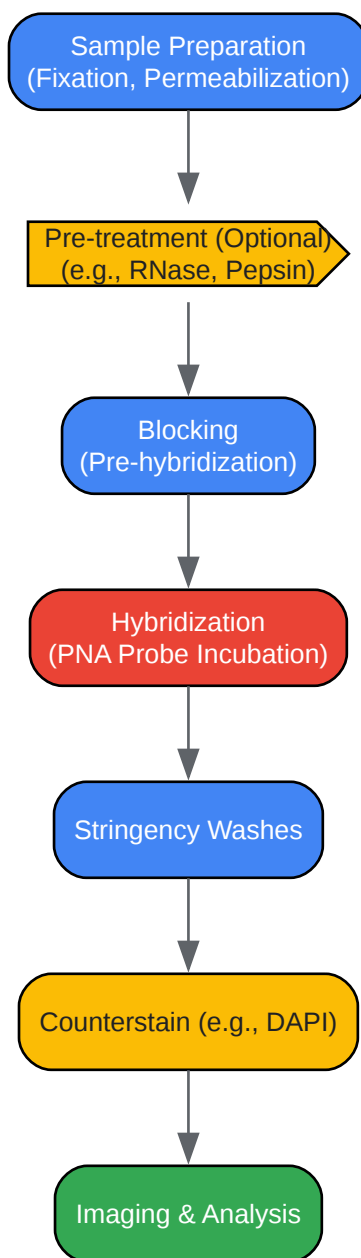 Sample Preparation
(Fixation, Permeabilization)
Pre-treatment (Optional)
(e.g., RNase, Pepsin)
Blocking
(Pre-hybridization)
Hybridization
(PNA Probe Incubation)
Stringency Washes
Counterstain (e.g., DAPI)
Imaging & Analysis